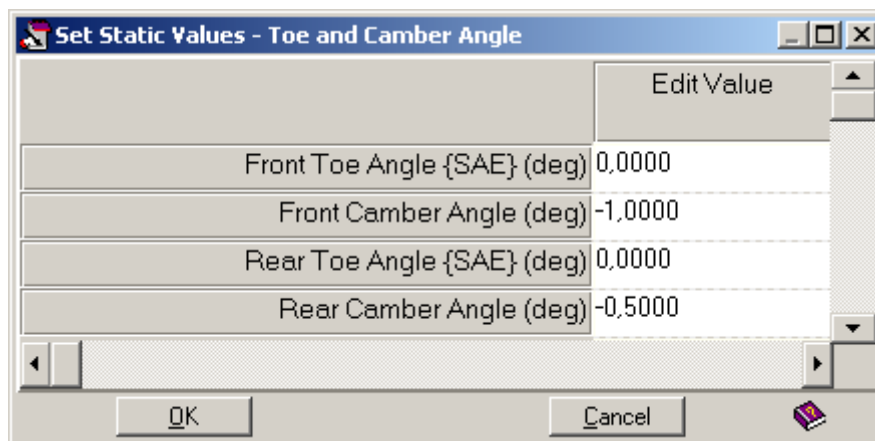 Set Static Values - Toe and Camber Angle
Edit Value
Front Toe Angle {SAE} (deg) 0,0000
Front Camber Angle (deg) -1,0000
Rear Toe Angle {SAE} (deg) 0,0000
Rear Camber Angle (deg) -0,5000
OK Cancel